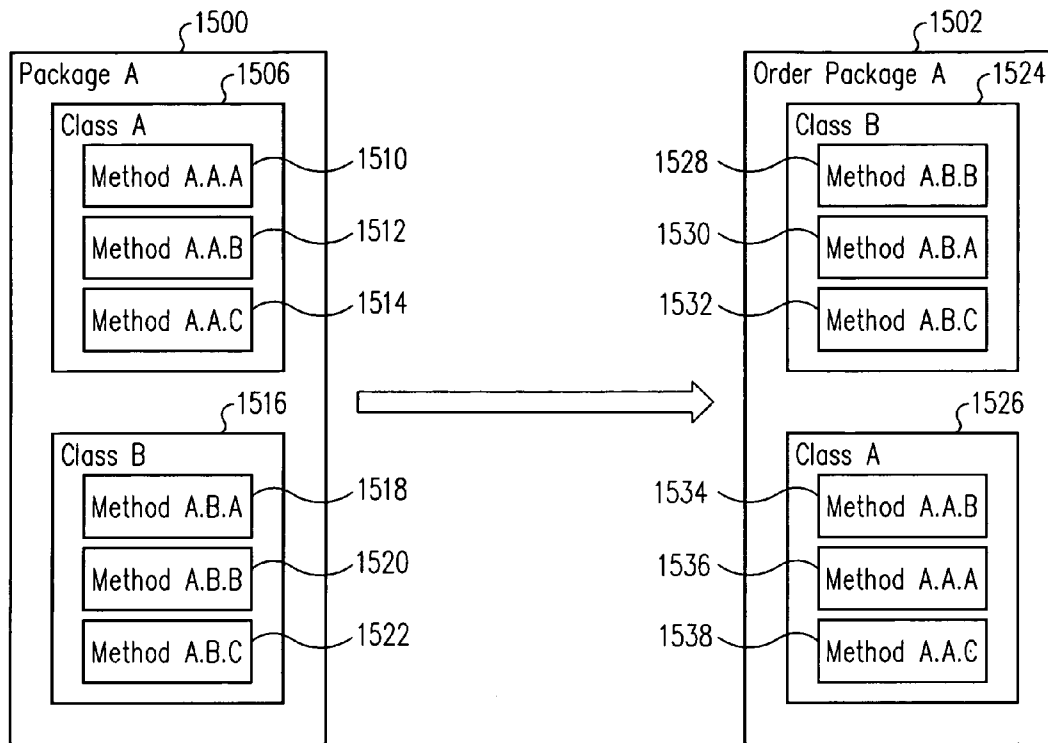 1500
Package A
1506
Class A
Method A.A.A
1510
Method A.A.B
1512
Method A.A.C
1514
1516
Class B
Method A.B.A
1518
Method A.B.B
1520
Method A.B.C
1522
1502
Order Package A
1524
Class B
1528
Method A.B.B
1530
Method A.B.A
1532
Method A.B.C
1526
Class A
1534
Method A.A.B
1536
Method A.A.A
1538
Method A.A.C